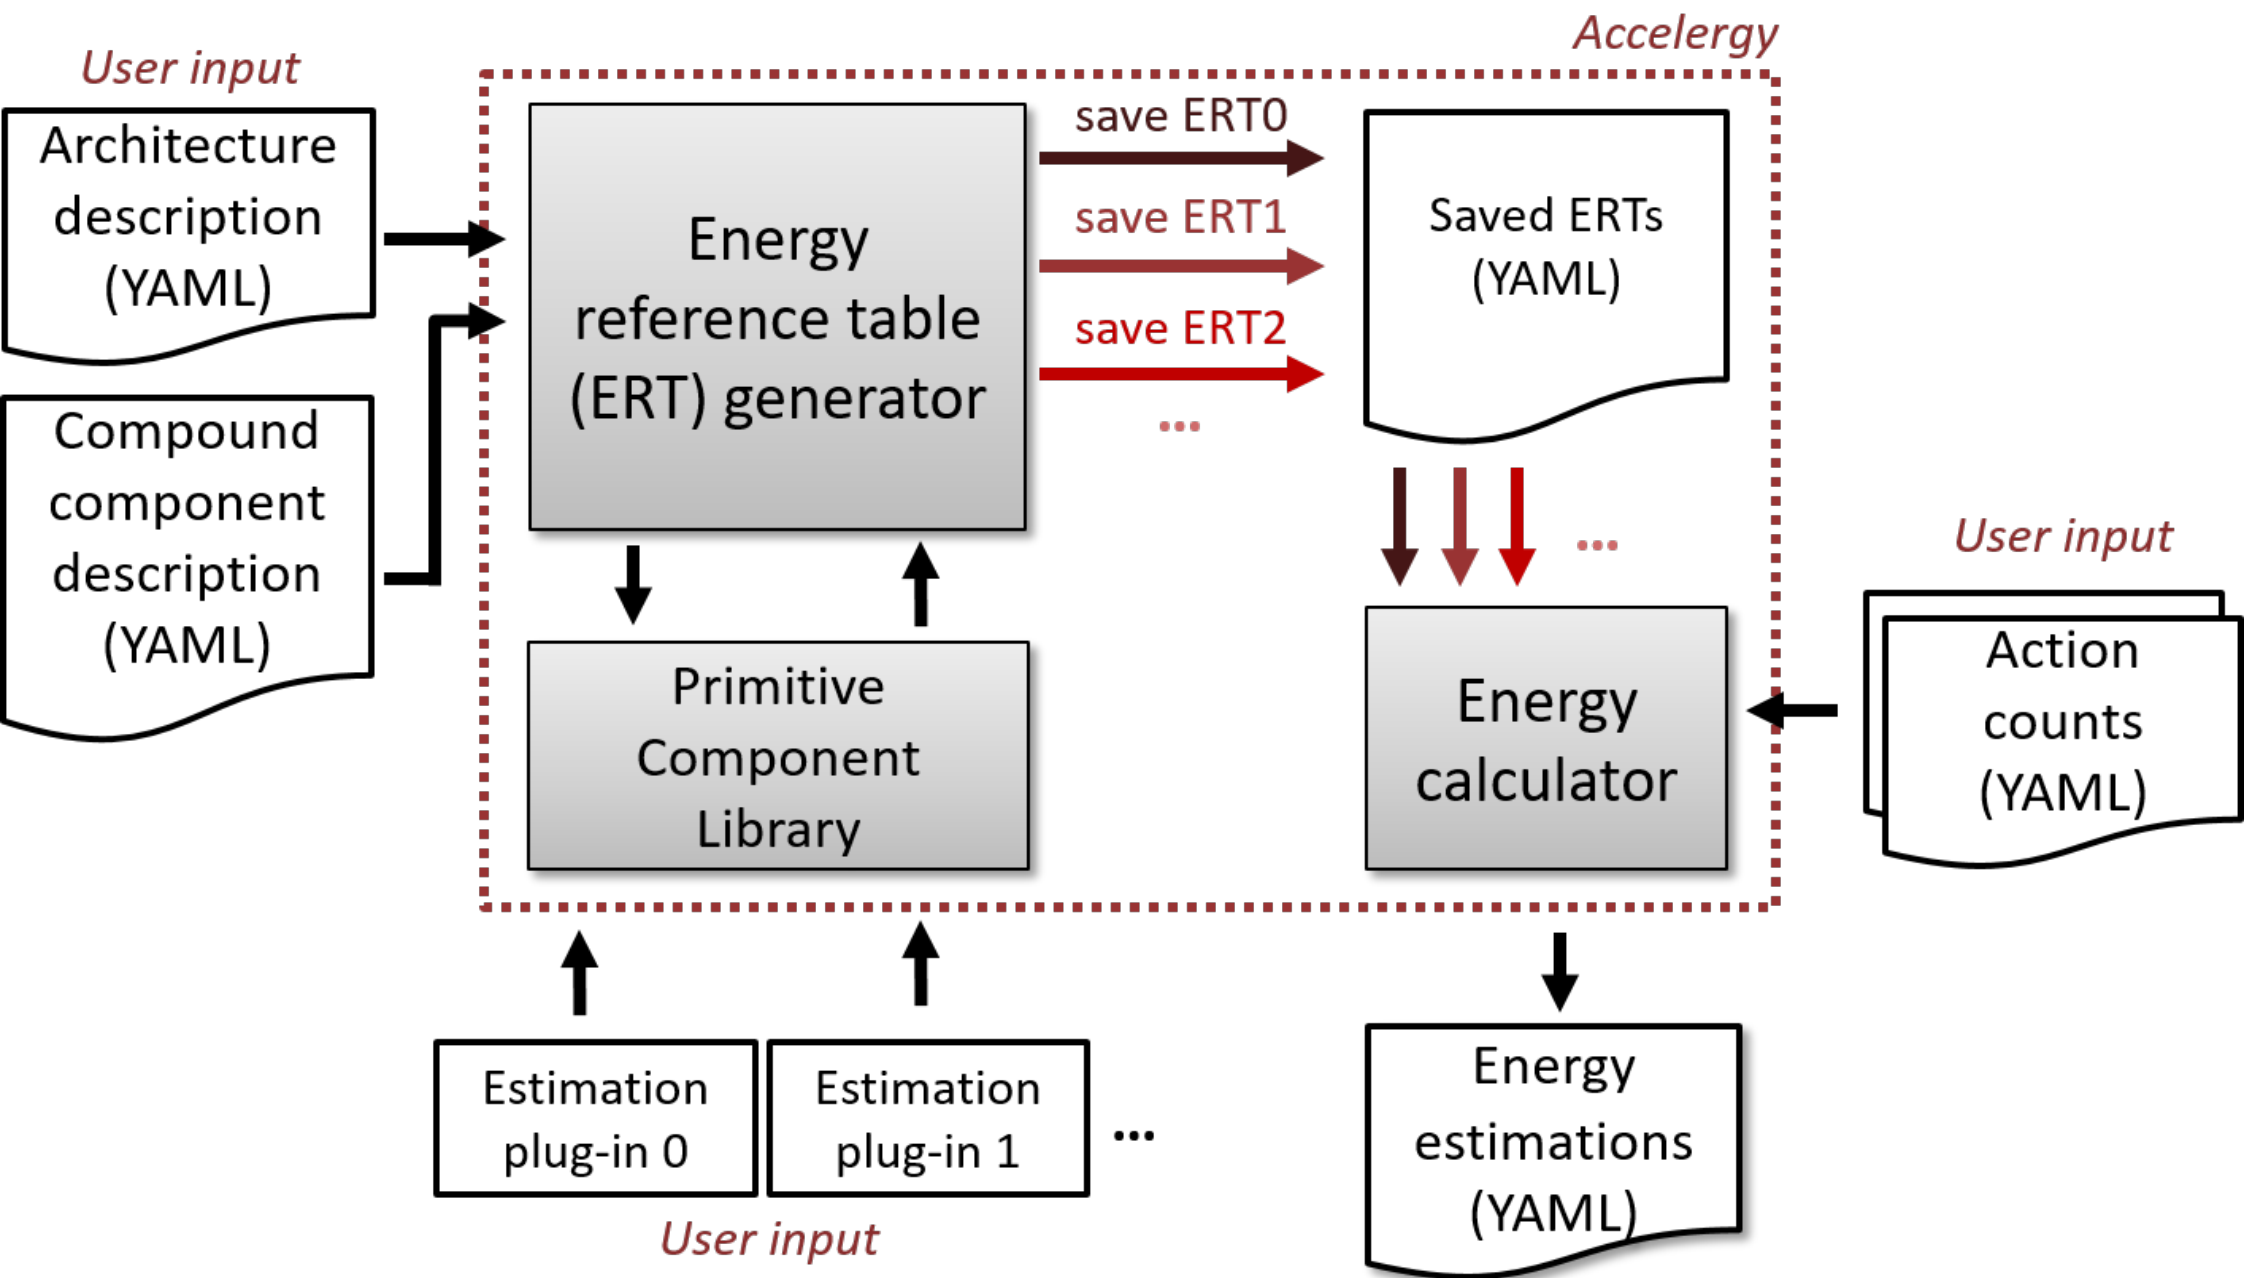 Accelergy
User input
Architecture
description
(YAML)
Compound
component
description
(YAML)
Energy
reference table
(ERT) generator
save ERT0
save ERT1
save ERT2
...
Saved ERTs
(YAML)
...
Primitive
Component
Library
Energy
calculator
User input
Action
counts
(YAML)
Estimation
plug-in 0
Estimation
plug-in 1
...
User input
Energy
estimations
(YAML)